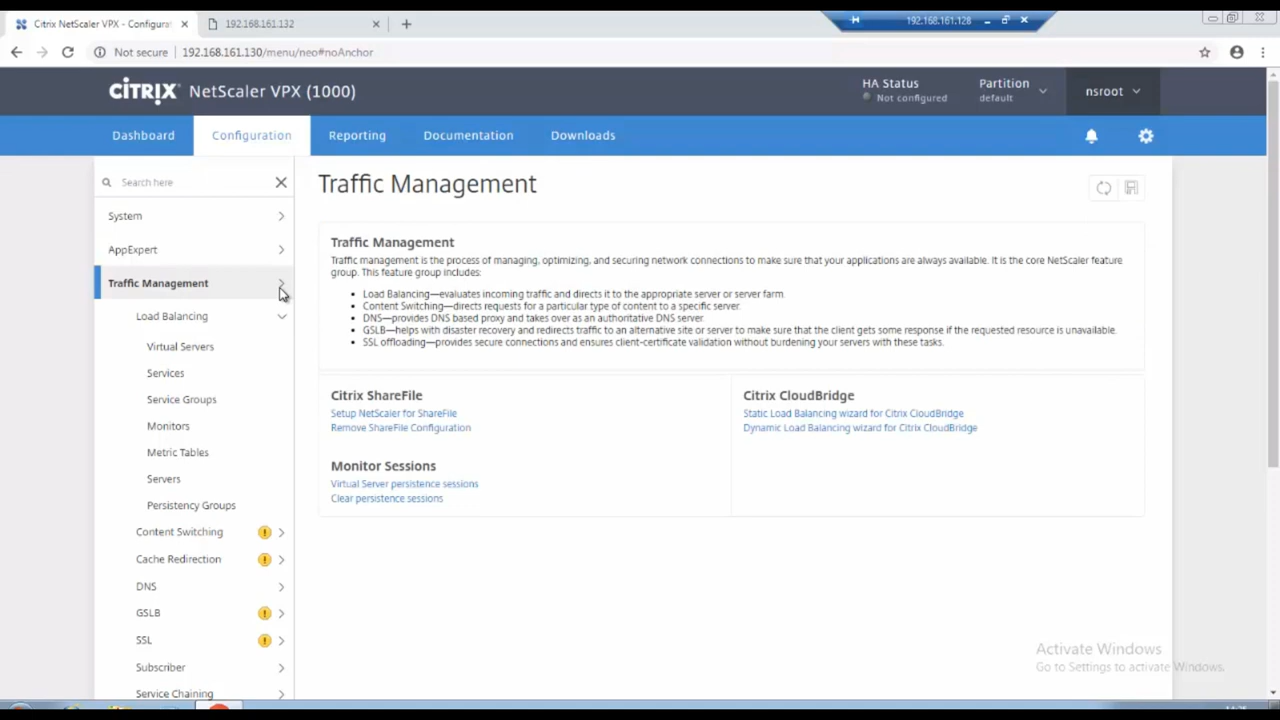 Citrix NetScaler VPX - Configurat
192.168.161.132
192.168.161.128
Not secure
192.168.161.130/menu/neo#noAnchor
CITRIX NetScaler VPX (1000)
HA Status
Not configured
Partition
default
nsroot
Dashboard
Configuration
Reporting
Documentation
Downloads
Search here
System
AppExpert
Traffic Management
Load Balancing
Virtual Servers
Services
Service Groups
Monitors
Metric Tables
Servers
Persistency Groups
Content Switching
Cache Redirection
DNS
GSLB
SSL
Subscriber
Service Chaining
Traffic Management
Traffic Management
Traffic management is the process of managing, optimizing, and securing network connections to make sure that your applications are always available. It is the core NetScaler feature
group. This feature group includes:
• Load Balancing—evaluates incoming traffic and directs it to the appropriate server or server farm.
• Content Switching—directs requests for a particular type of content to a specific server.
• DNS—provides DNS based proxy and takes over as an authoritative DNS server.
• GSLB—helps with disaster recovery and redirects traffic to an alternative site or server to make sure that the client gets some response if the requested resource is unavailable.
• SSL offloading—provides secure connections and ensures client-certificate validation without burdening your servers with these tasks.
Citrix ShareFile
Setup NetScaler for ShareFile
Remove ShareFile Configuration
Citrix CloudBridge
Static Load Balancing wizard for Citrix CloudBridge
Dynamic Load Balancing wizard for Citrix CloudBridge
Monitor Sessions
Virtual Server persistence sessions
Clear persistence sessions
Activate Windows
Go to Settings to activate Windows.